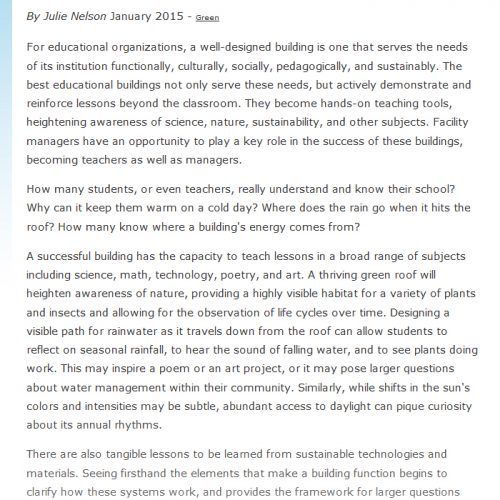 By Julie Nelson January 2015 - Green
For educational organizations, a well-designed building is one that serves the needs
of its institution functionally, culturally, socially, pedagogically, and sustainably. The
best educational buildings not only serve these needs, but actively demonstrate and
reinforce lessons beyond the classroom. They become hands-on teaching tools,
heightening awareness of science, nature, sustainability, and other subjects. Facility
managers have an opportunity to play a key role in the success of these buildings,
becoming teachers as well as managers.
How many students, or even teachers, really understand and know their school?
Why can it keep them warm on a cold day? Where does the rain go when it hits the
roof? How many know where a building's energy comes from?
A successful building has the capacity to teach lessons in a broad range of subjects
including science, math, technology, poetry, and art. A thriving green roof will
heighten awareness of nature, providing a highly visible habitat for a variety of plants
and insects and allowing for the observation of life cycles over time. Designing a
visible path for rainwater as it travels down from the roof can allow students to
reflect on seasonal rainfall, to hear the sound of falling water, and to see plants doing
work. This may inspire a poem or an art project, or it may pose larger questions
about water management within their community. Similarly, while shifts in the sun's
colors and intensities may be subtle, abundant access to daylight can pique curiosity
about its annual rhythms.
There are also tangible lessons to be learned from sustainable technologies and
materials. Seeing firsthand the elements that make a building function begins to
clarify how these systems work, and provides the framework for larger questions